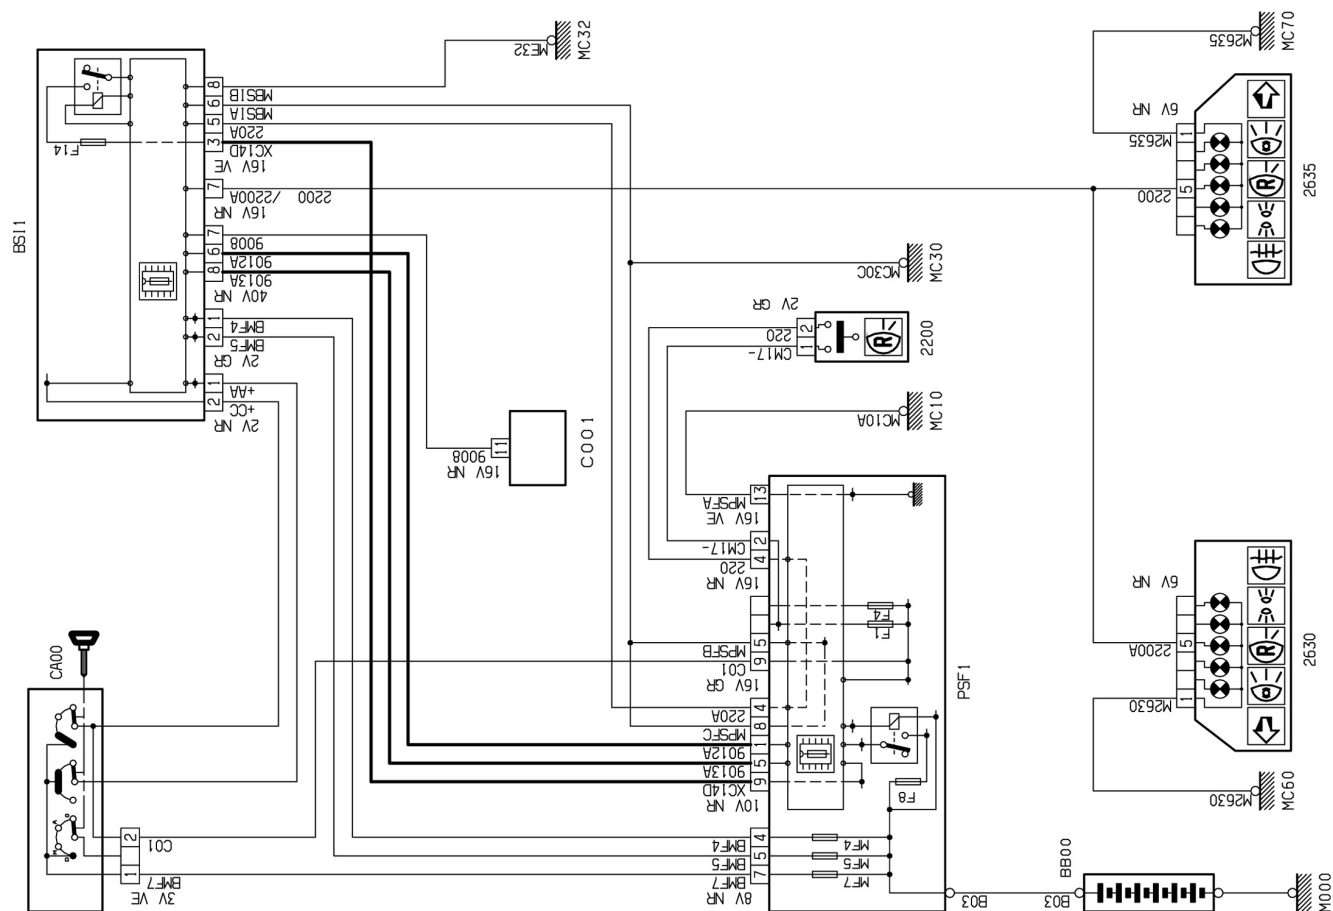 BSI1
F14
8
MBSIB
6
MBSIA
5
220A
3
XC14D
16V VE
7
2200 /2200A
16V NR
7
9008
6
9012A
8
9013A
40V NR
1
BMF4
2
BMF5
2V GR
1
+AA
2
+CC
2V NR
ME32
MC32
MC30C
MC30
2V GR
2
220
1
CM17-
R
2200
MC10A
MC10
11
9008
16V NR
C001
M2635
MC70
6V NR
1
M2635
5
2200
R
2635
6V NR
5
2200A
1
M2630
R
2630
M2630
MC60
13
MPSFA
16V VE
2
CM17-
4
220
16V NR
F4
F1
5
MPSFB
9
C01
16V GR
4
220A
8
MPSFC
1
9012A
5
9013A
9
XC14D
10V NR
F8
PSF1
4
BMF4
MF4
5
BMF5
MF5
7
BMF7
MF7
8V NR
CA00
2
C01
1
BMF7
3V VE
B03
B03
BB00
M000